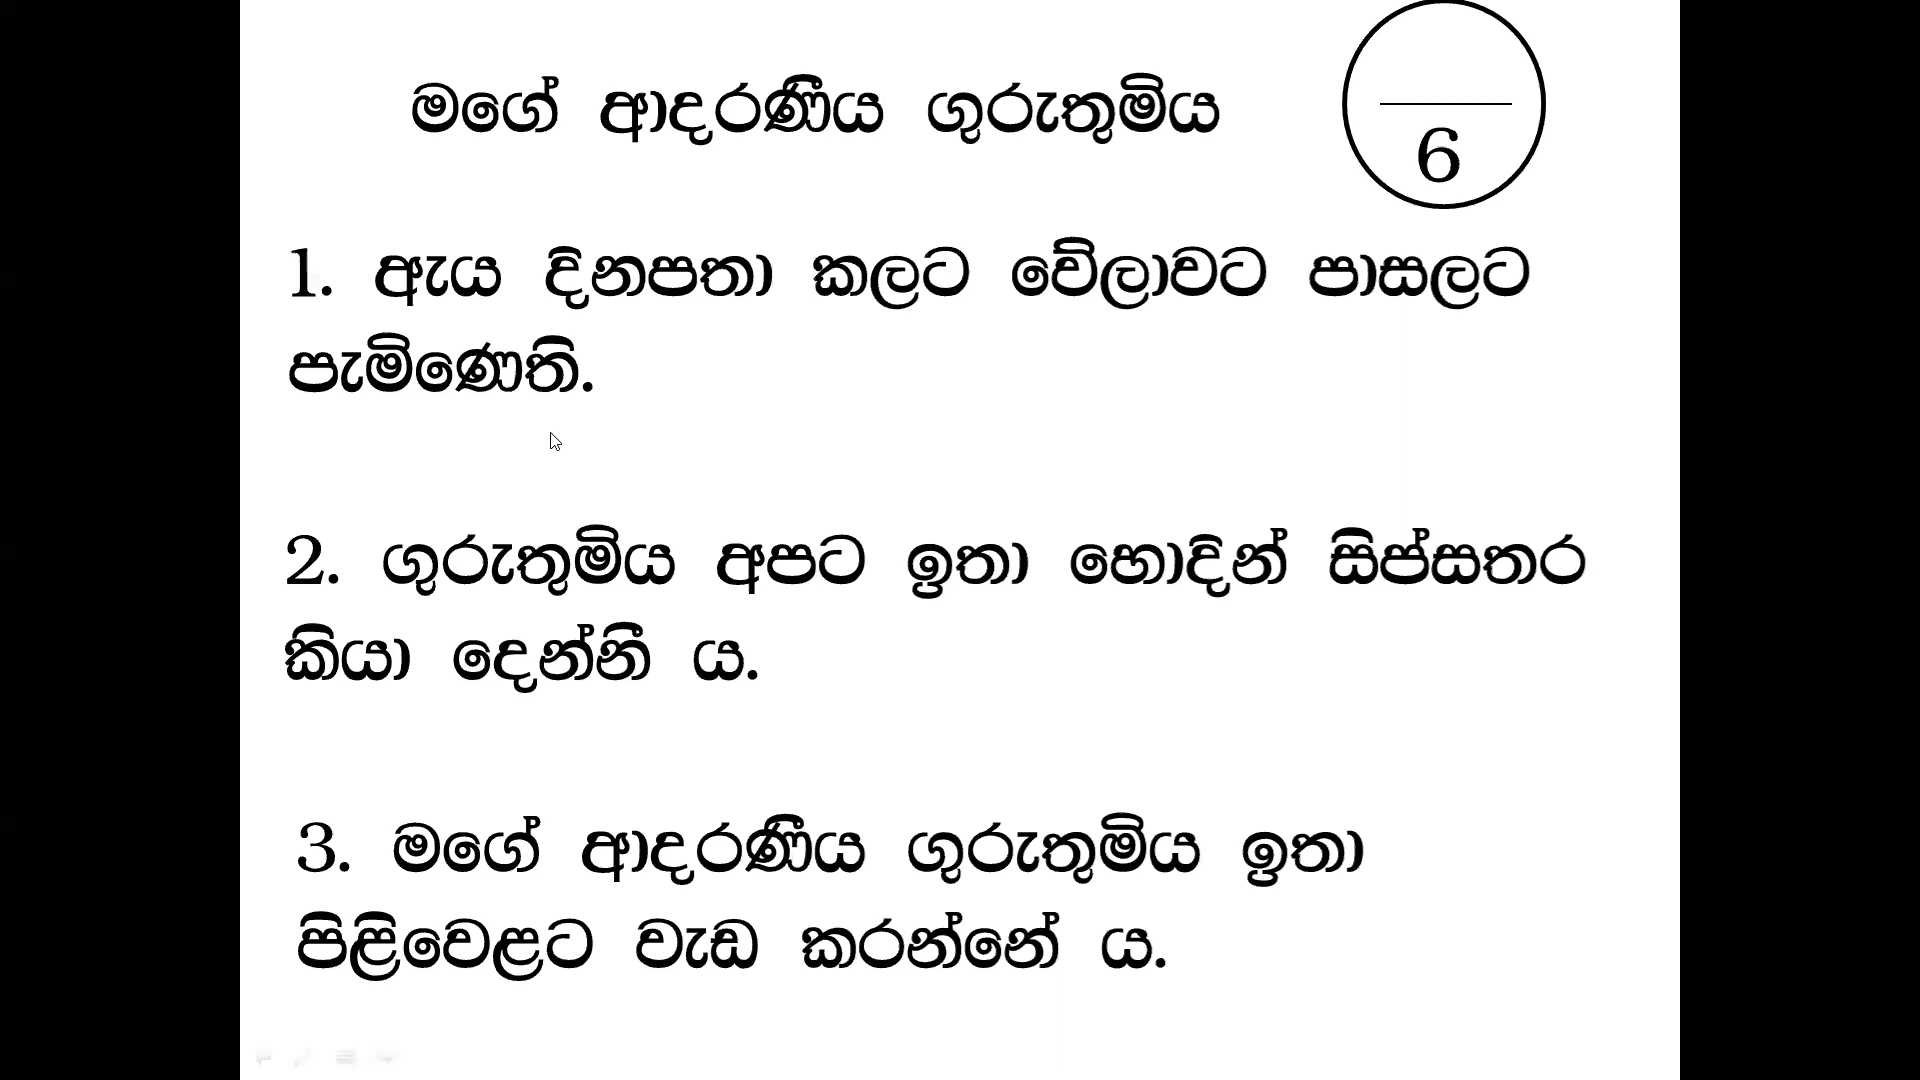 මගේ ආදරණීය ගුරුතුමිය
6
1. ඇය දිනපතා කලට වේලාවට පාසලට
පැමිණෙති.
2. ගුරුතුමිය අපට ඉතා හොදින් සිප්සතර
කියා දෙන්නී ය.
3. මගේ ආදරණීය ගුරුතුමිය ඉතා
පිළිවෙළට වැඩ කරන්නේ ය.